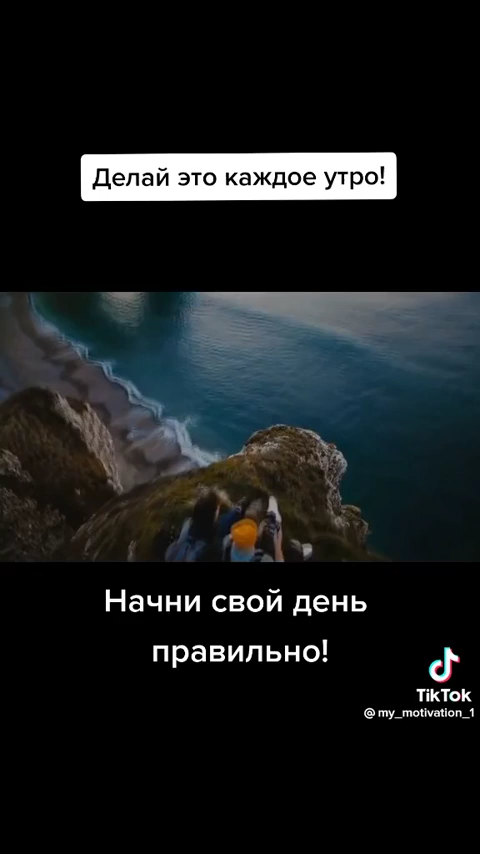 Делай это каждое утро!
Начни свой день
правильно!
TikTok
@my_motivation_1